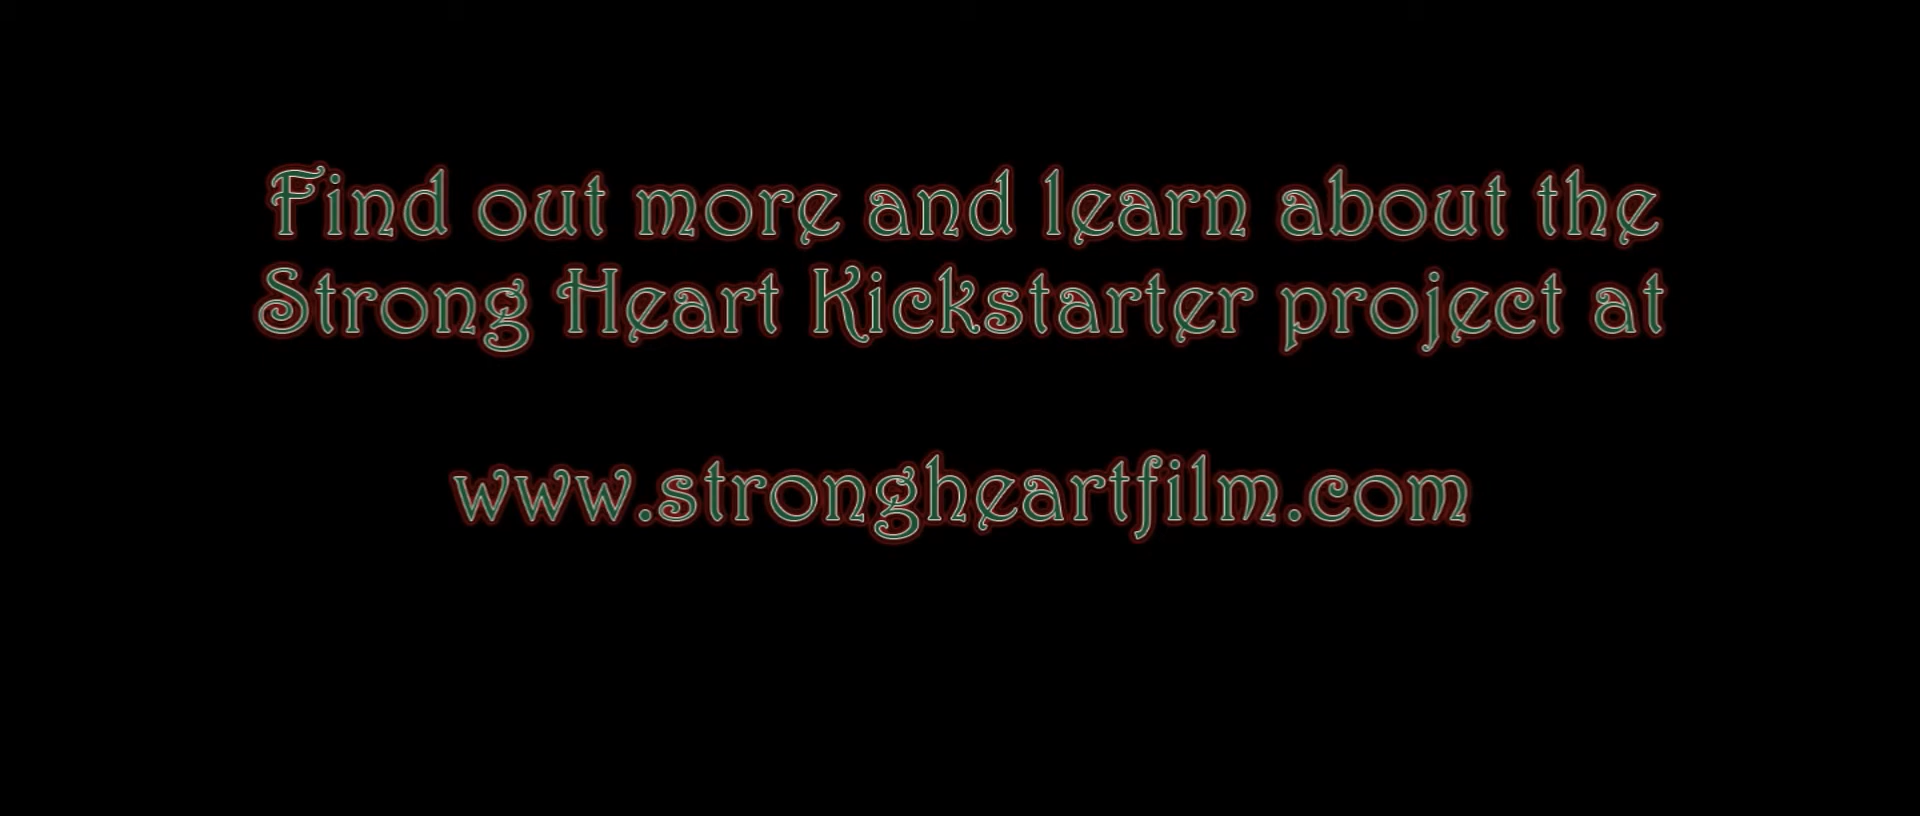 Find out more and learn about the
Strong Heart Kickstarter project at
www.strongheartfilm.com